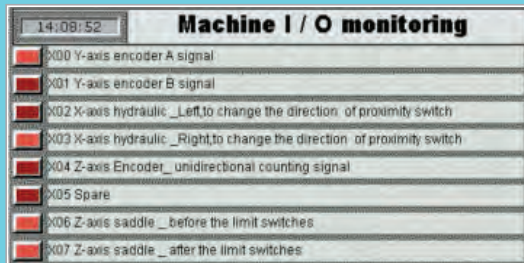 14:08:52
Machine I / O monitoring
X00 Y-axis encoder A signal
X01 Y-axis encoder B signal
X02 X-axis hydraulic _Left,to change the direction of proximity switch
X03 X-axis hydraulic _Right,to change the direction of proximity switch
X04 Z-axis Encoder_ unidirectional counting signal
X05 Spare
X06 Z-axis saddle _ before the limit switches
X07 Z-axis saddle _ after the limit switches